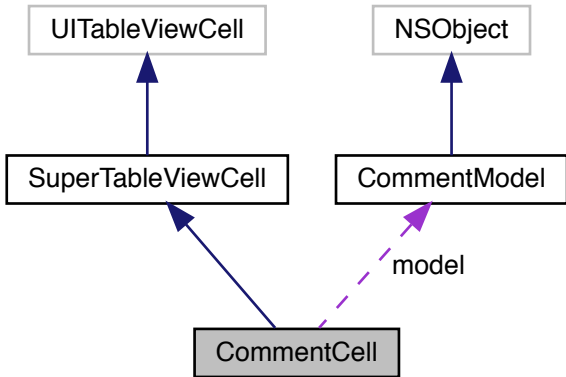 UITableViewCell
NSObject
SuperTableViewCell
CommentModel
model
CommentCell